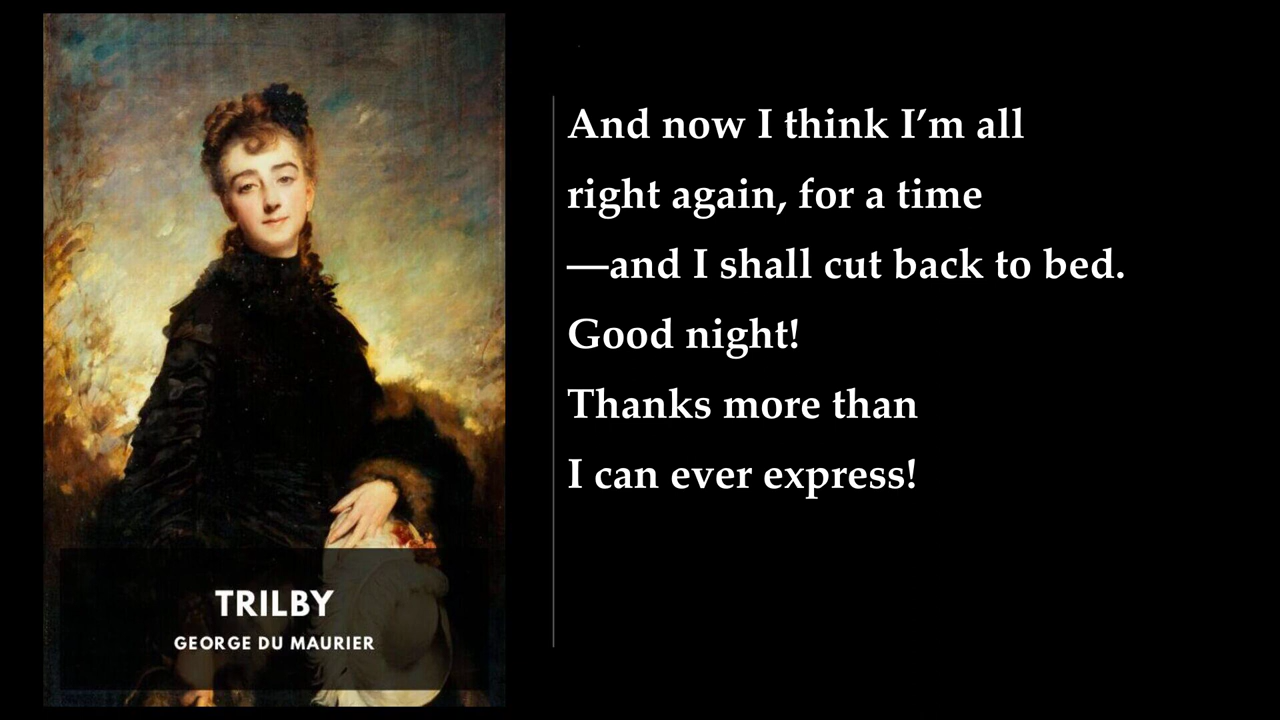 TRILBY
GEORGE DU MAURIER
And now I think I’m all
right again, for a time
—and I shall cut back to bed.
Good night!
Thanks more than
I can ever express!